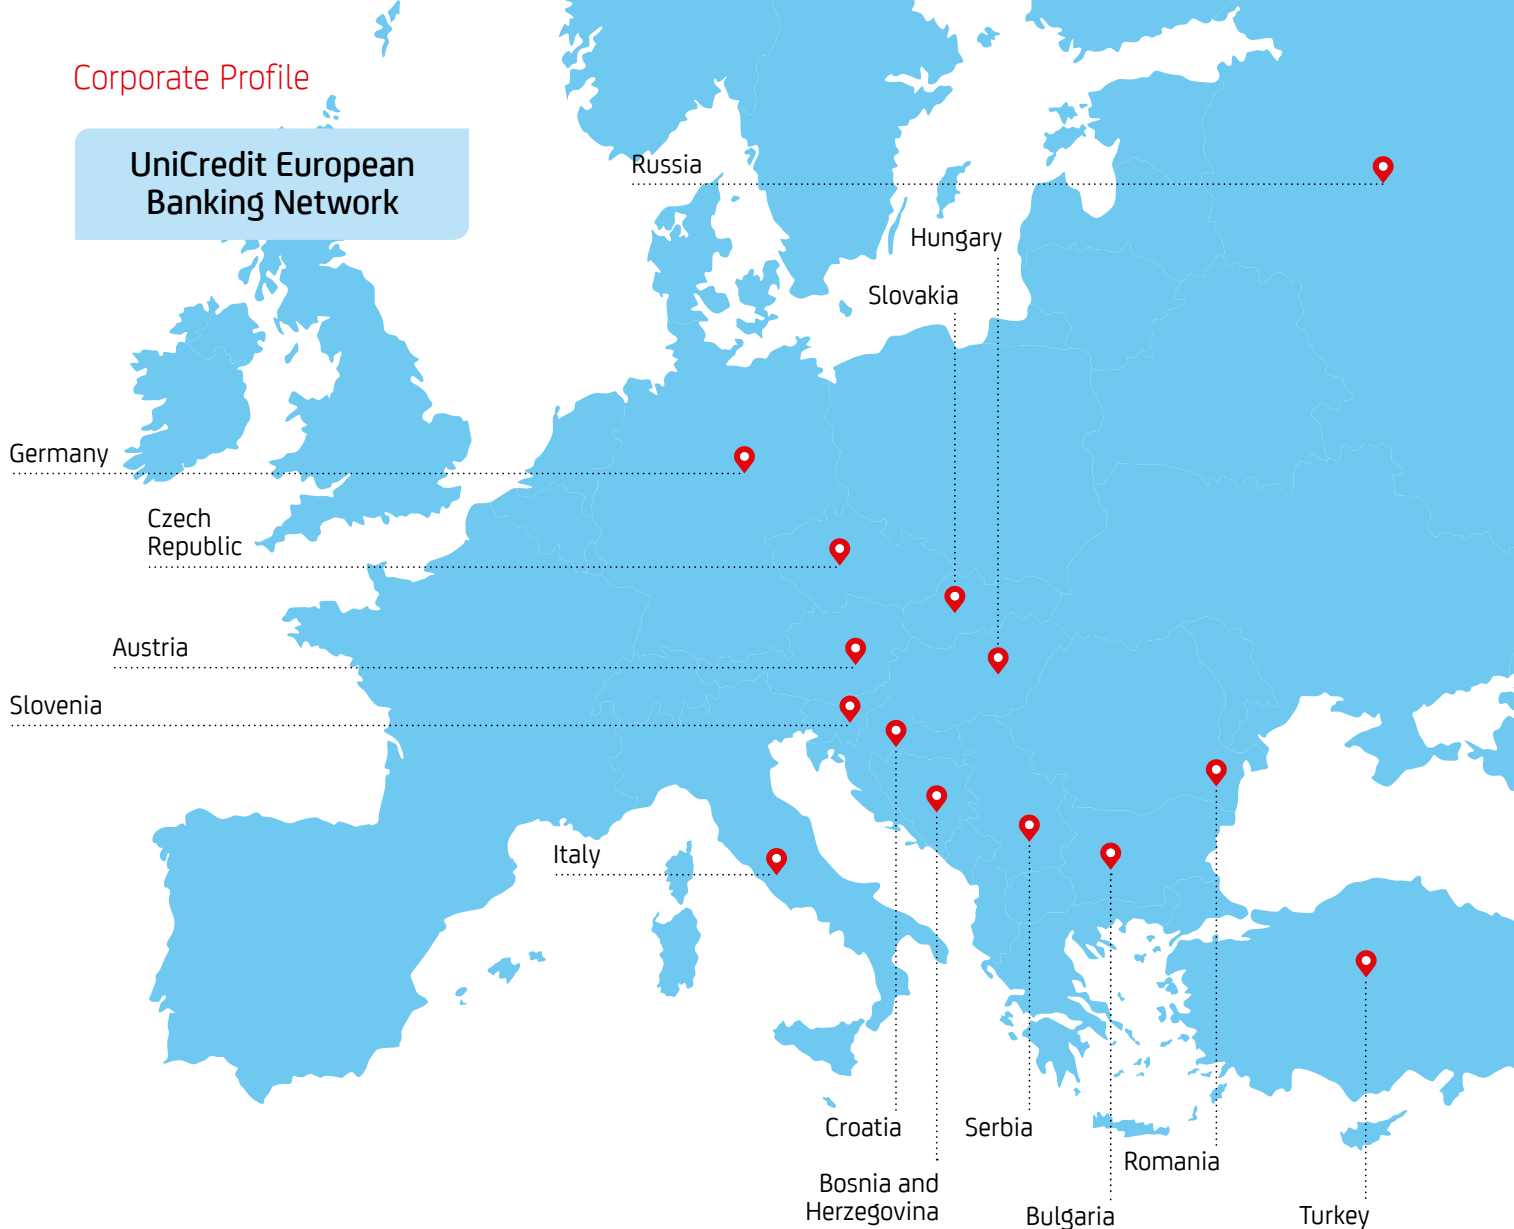 Corporate Profile
UniCredit European
Banking Network
Russia
Hungary
Slovakia
Germany
Czech
Republic
Austria
Slovenia
Italy
Croatia
Serbia
Romania
Bosnia and
Herzegovina
Bulgaria
Turkey